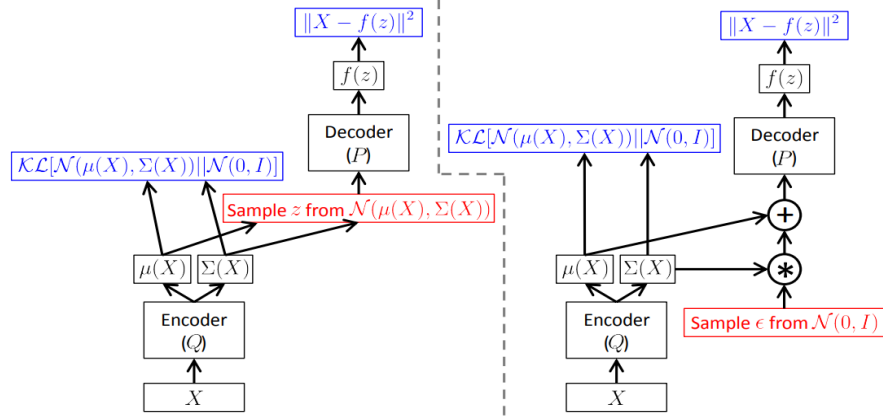 ‖X − f(z)‖²
f(z)
Decoder
(P)
𝒦ℒ[𝒩(μ(X), Σ(X))||𝒩(0, I)]
Sample z from 𝒩(μ(X), Σ(X))
μ(X)
Σ(X)
Encoder
(Q)
X
‖X − f(z)‖²
f(z)
Decoder
(P)
𝒦ℒ[𝒩(μ(X), Σ(X))||𝒩(0, I)]
+
μ(X)
Σ(X)
*
Sample ϵ from 𝒩(0, I)
Encoder
(Q)
X